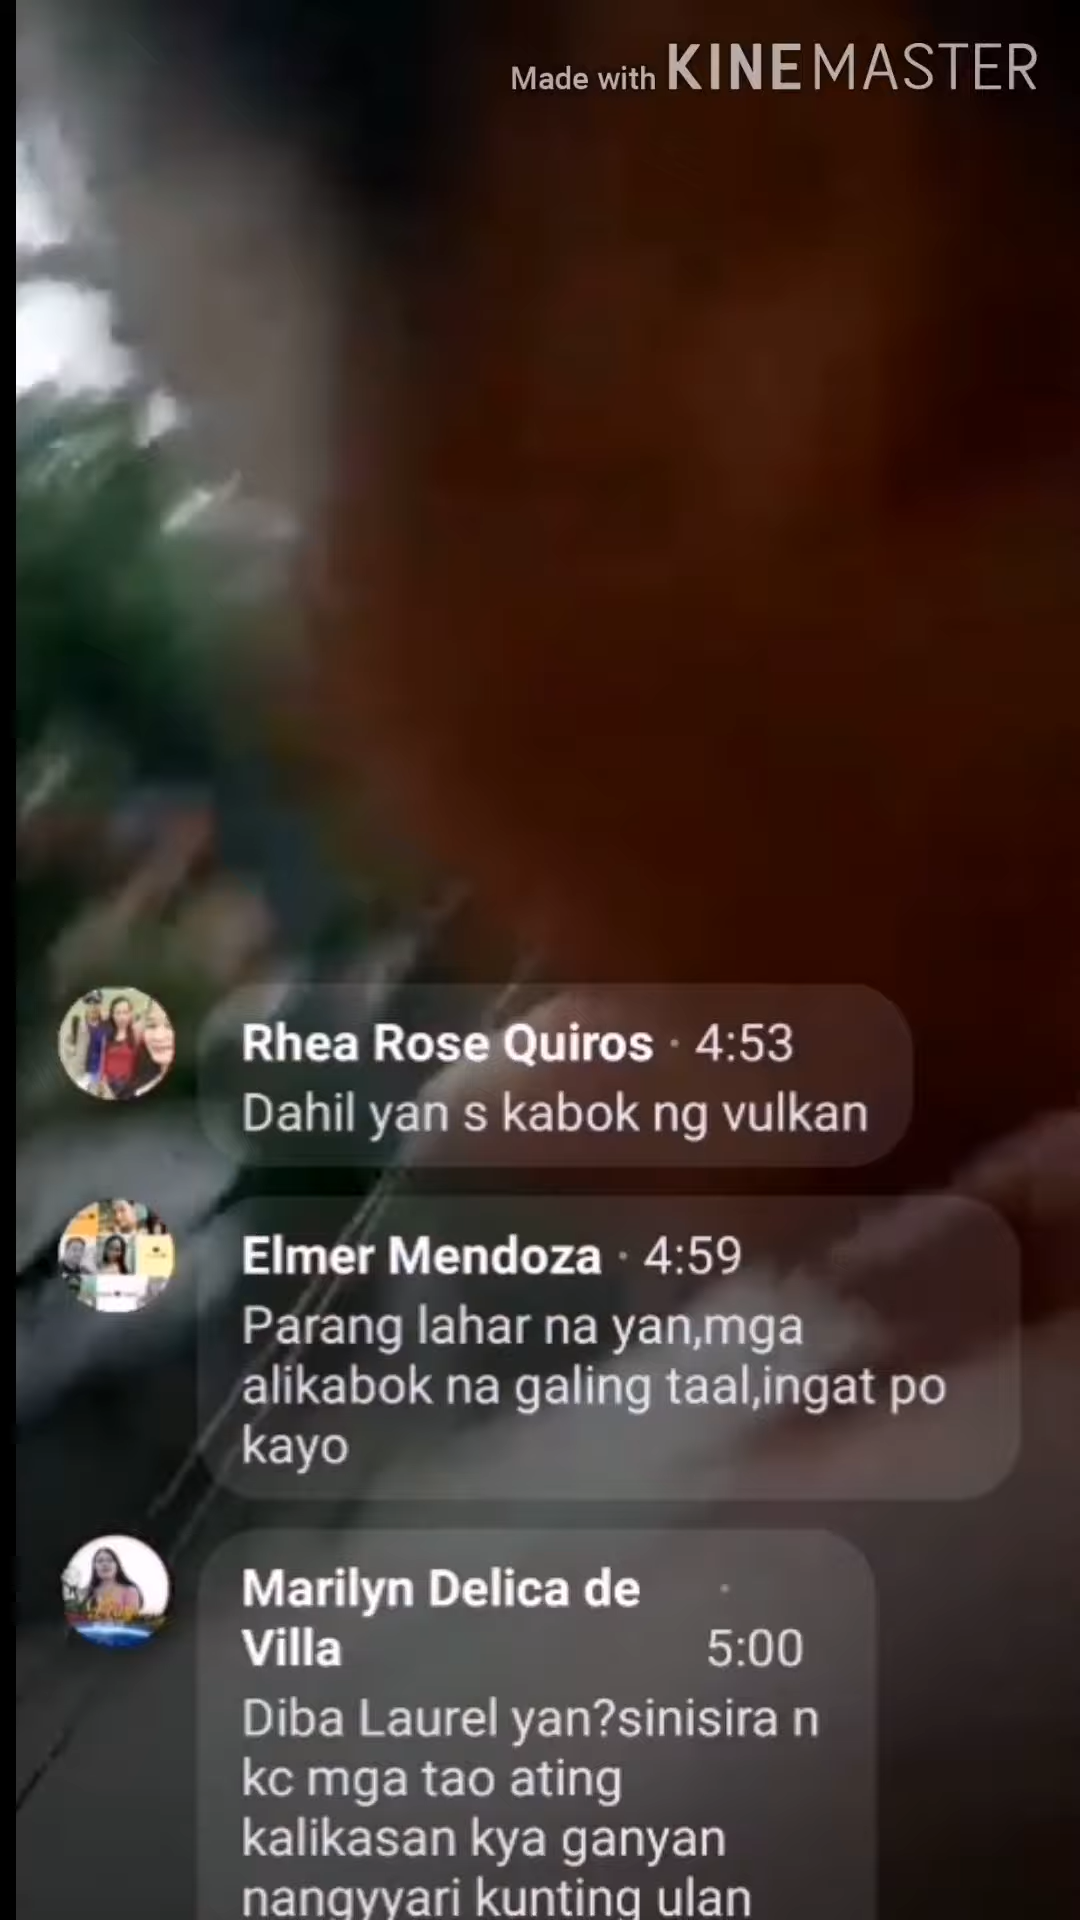 Made with KINEMASTER
Rhea Rose Quiros · 4:53
Dahil yan s kabok ng vulkan
Elmer Mendoza · 4:59
Parang lahar na yan,mga
alikabok na galing taal,ingat po
kayo
Marilyn Delica de ·
Villa 5:00
Diba Laurel yan?sinisira n
kc mga tao ating
kalikasan kya ganyan
nangyyari kunting ulan